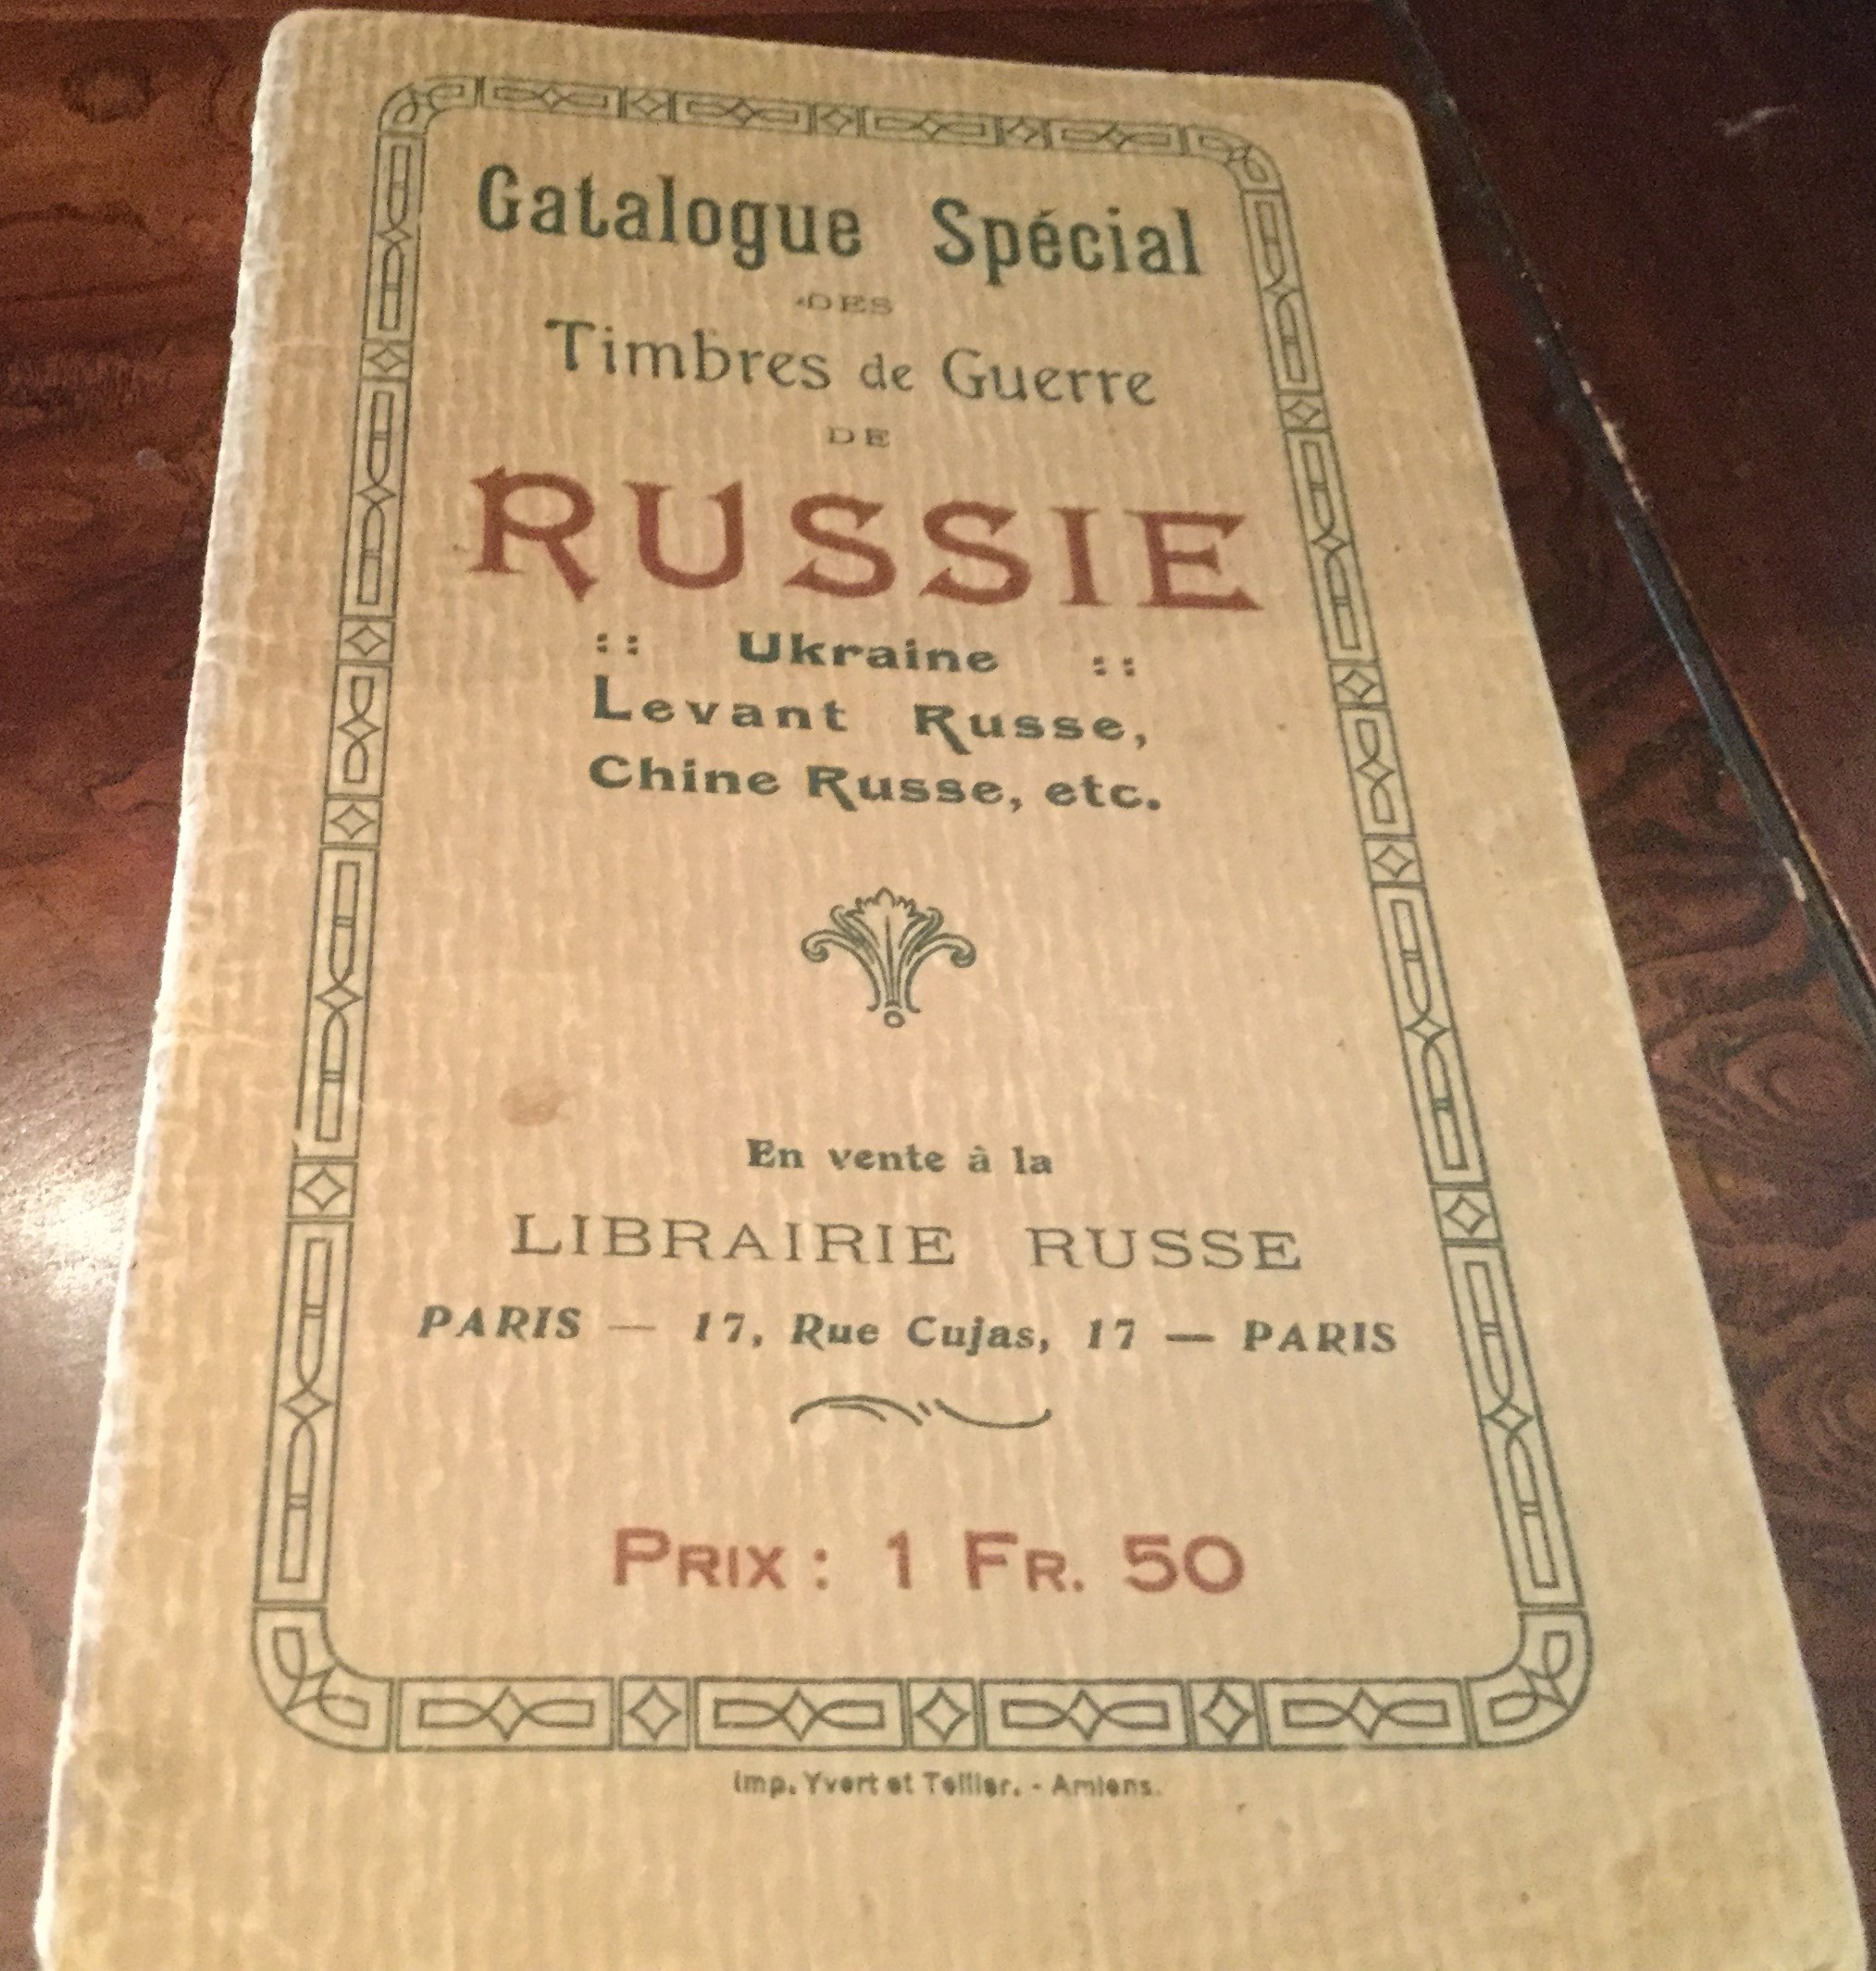 Catalogue Spécial
DES
Timbres de Guerre
DE
RUSSIE
:: Ukraine ::
Levant Russe,
Chine Russe, etc.
En vente à la
LIBRAIRIE RUSSE
PARIS — 17, Rue Cujas, 17 — PARIS
PRIX : 1 FR. 50
Imp. Yvert et Tellier. - Amiens.